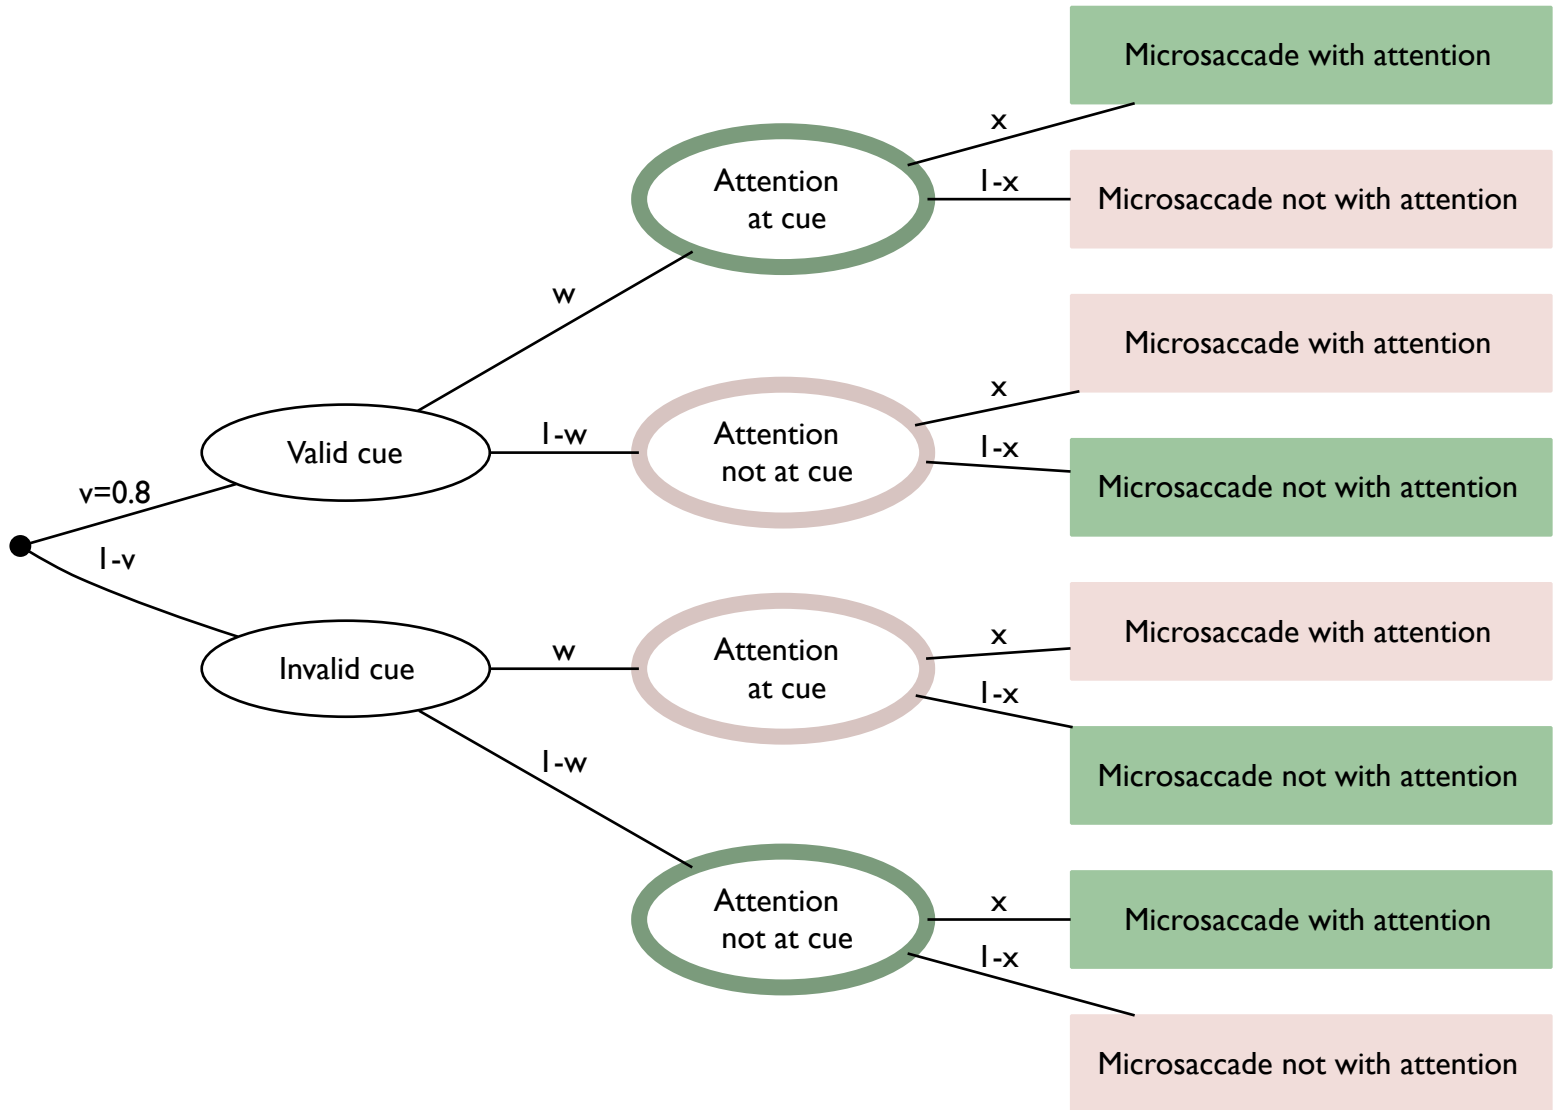 Microsaccade with attention
x
Attention
at cue
1-x
Microsaccade not with attention
w
Microsaccade with attention
x
Valid cue
1-w
Attention
not at cue
1-x
Microsaccade not with attention
v=0.8
1-v
Invalid cue
w
Attention
at cue
x
Microsaccade with attention
1-x
Microsaccade not with attention
1-w
Attention
not at cue
x
Microsaccade with attention
1-x
Microsaccade not with attention